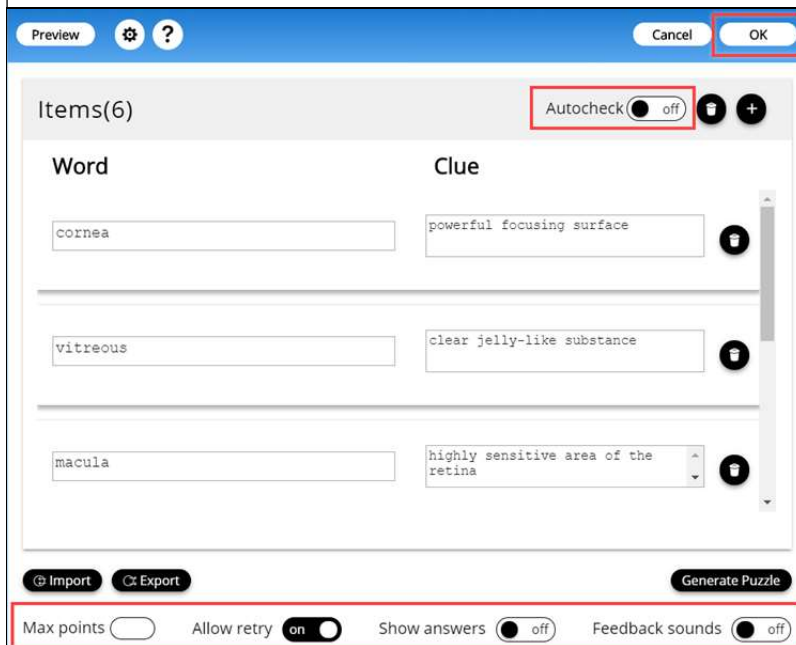 Preview ? Cancel OK
Items(6) Autocheck off
Word Clue
cornea powerful focusing surface
vitreous clear jelly-like substance
macula highly sensitive area of the
retina
Import Export Generate Puzzle
Max points Allow retry on Show answers off Feedback sounds off